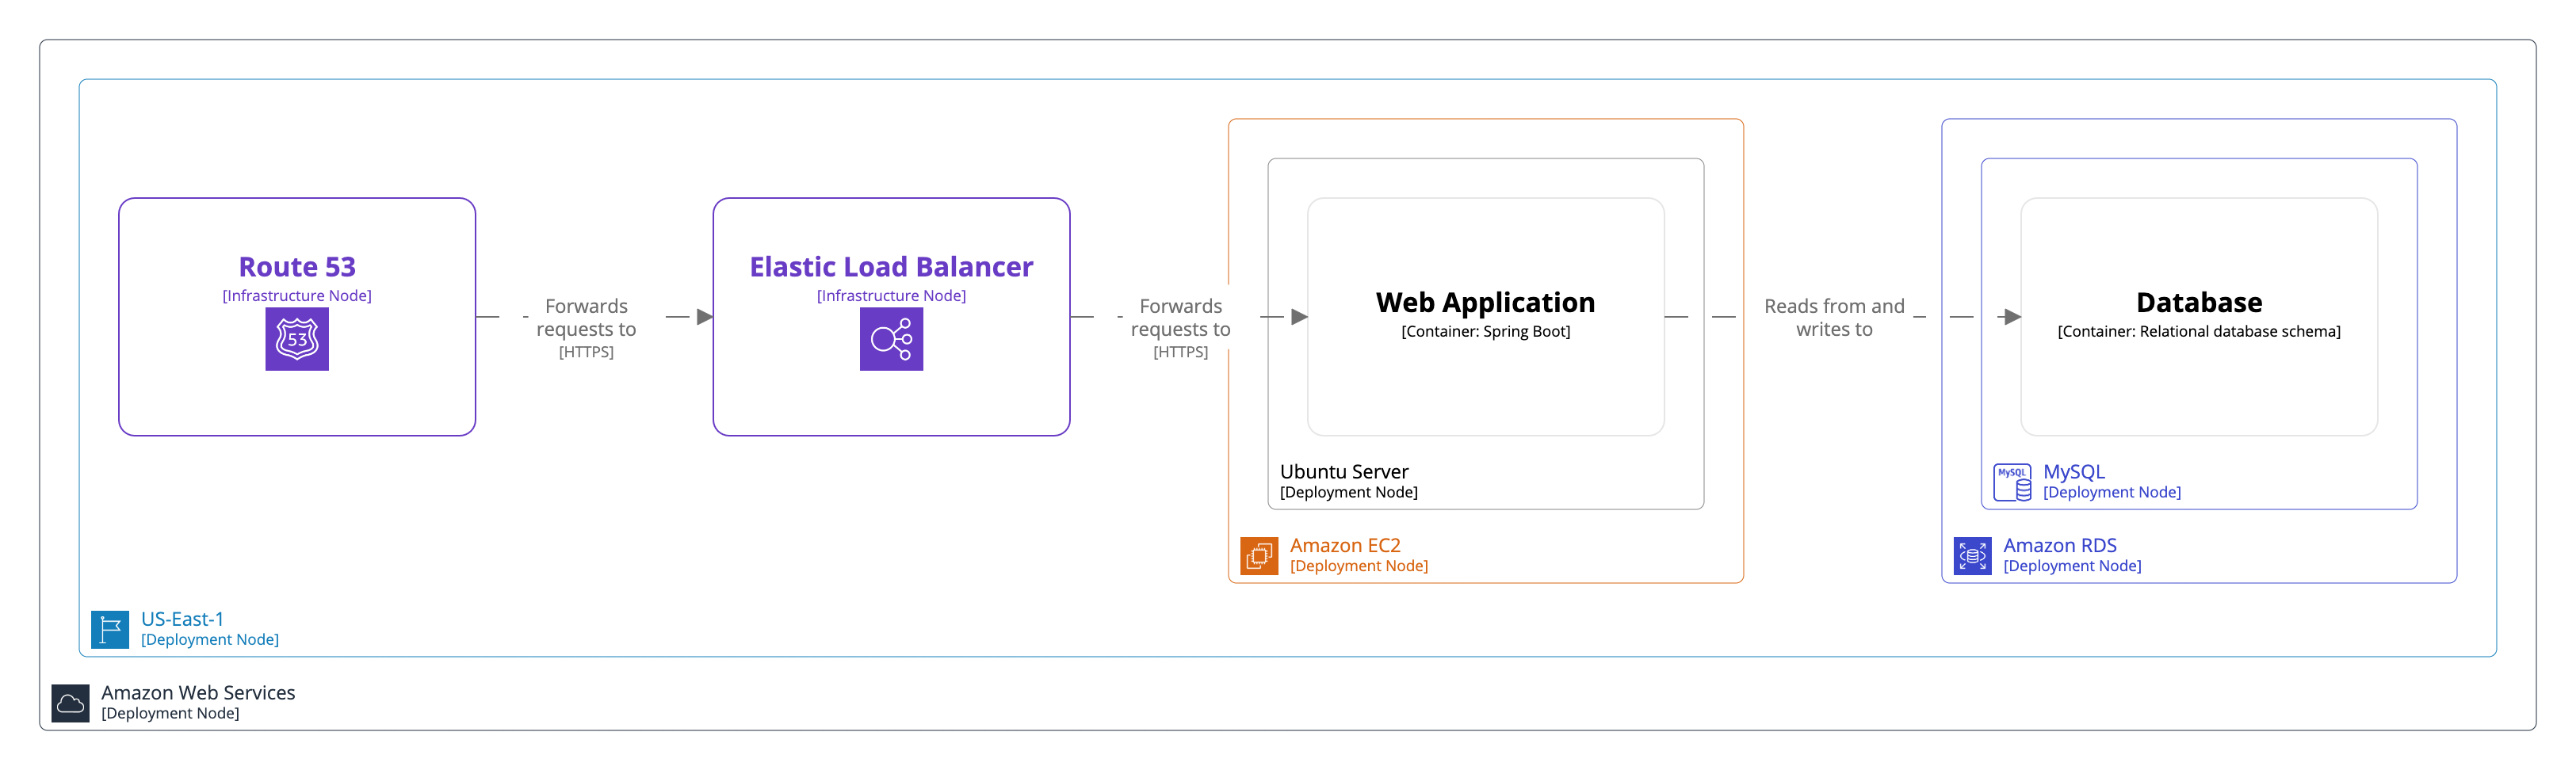 Route 53
[Infrastructure Node]
53
Forwards
requests to
[HTTPS]
Elastic Load Balancer
[Infrastructure Node]
Forwards
requests to
[HTTPS]
Web Application
[Container: Spring Boot]
Ubuntu Server
[Deployment Node]
Amazon EC2
[Deployment Node]
Reads from and
writes to
Database
[Container: Relational database schema]
MySQL
MySQL
[Deployment Node]
Amazon RDS
[Deployment Node]
US-East-1
[Deployment Node]
Amazon Web Services
[Deployment Node]